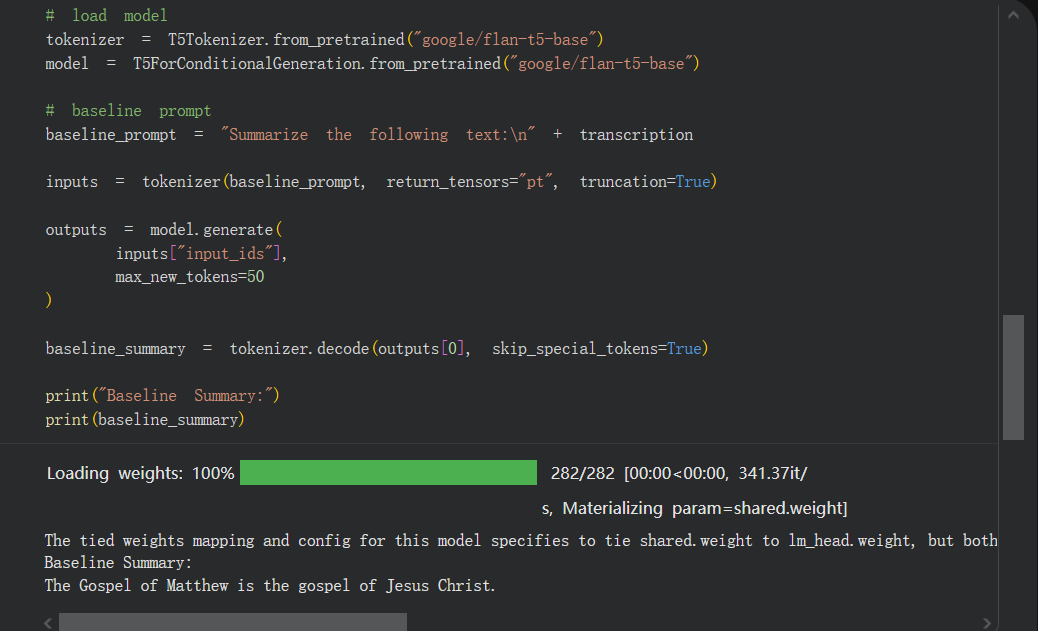 # load model
tokenizer = T5Tokenizer.from_pretrained("google/flan-t5-base")
model = T5ForConditionalGeneration.from_pretrained("google/flan-t5-base")
# baseline prompt
baseline_prompt = "Summarize the following text:\n" + transcription
inputs = tokenizer(baseline_prompt, return_tensors="pt", truncation=True)
outputs = model.generate(
inputs["input_ids"],
max_new_tokens=50
)
baseline_summary = tokenizer.decode(outputs[0], skip_special_tokens=True)
print("Baseline Summary:")
print(baseline_summary)
Loading weights: 100% 282/282 [00:00<00:00, 341.37it/
s, Materializing param=shared.weight]
The tied weights mapping and config for this model specifies to tie shared.weight to lm_head.weight, but both
Baseline Summary:
The Gospel of Matthew is the gospel of Jesus Christ.